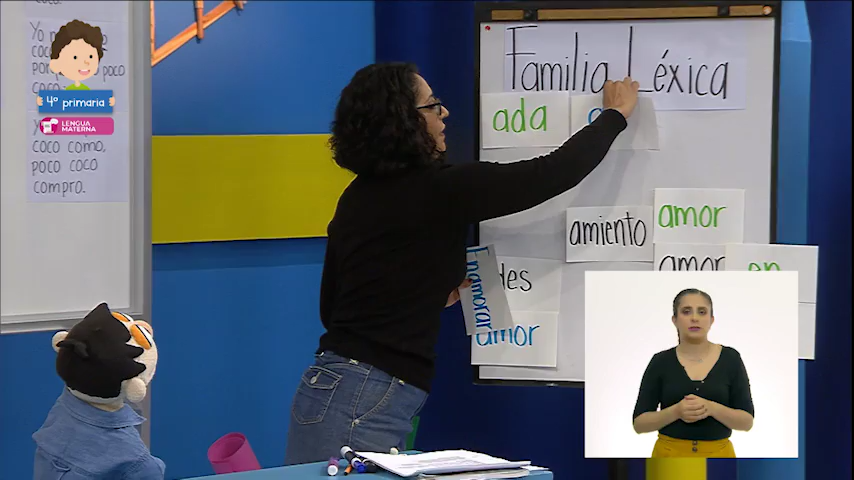 coco.
Yo
coco
poco
coco
coco como,
poco coco
compro.
4º primaria
LENGUA
MATERNA
Familia Léxica
ada
amiento
amor
des
amor
en
Enamorar
amor